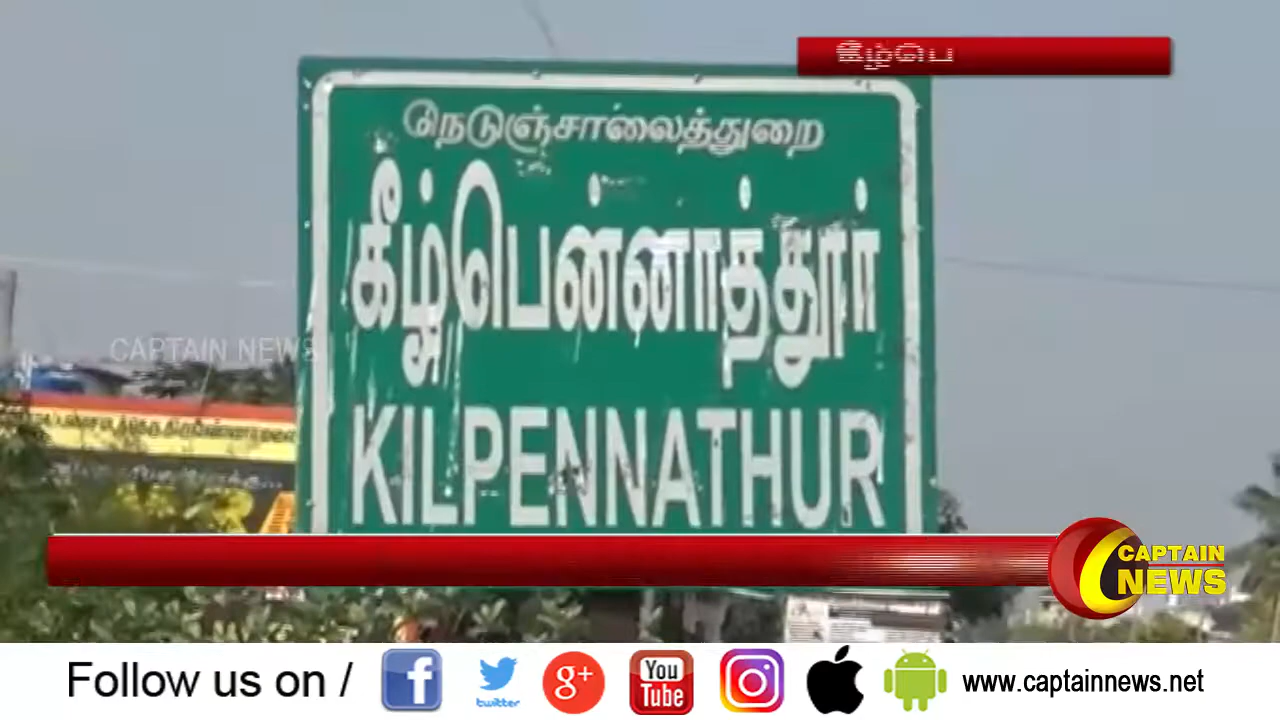 கீழ்பெ
நெடுஞ்சாலைத்துறை
கீழ்பென்னாத்தூர்
KILPENNATHUR
CAPTAIN NEWS
CAPTAIN
NEWS
Follow us on /
twitter
g+
You
Tube
www.captainnews.net